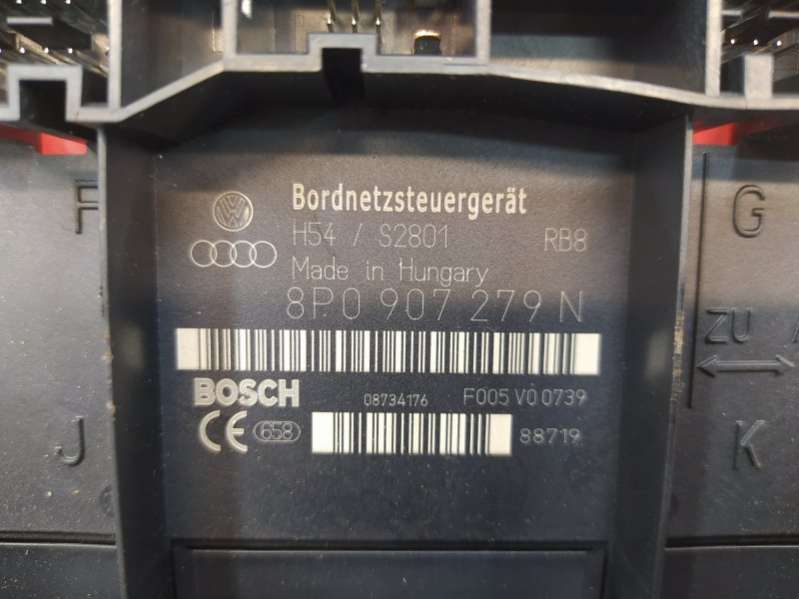 F
Bordnetzsteuergerät
H54 / S2801 RB8
Made in Hungary
8P0 907 279 N
G
ZU
BOSCH
08734176 F005 V0 0739
CE 658
88719
J
K